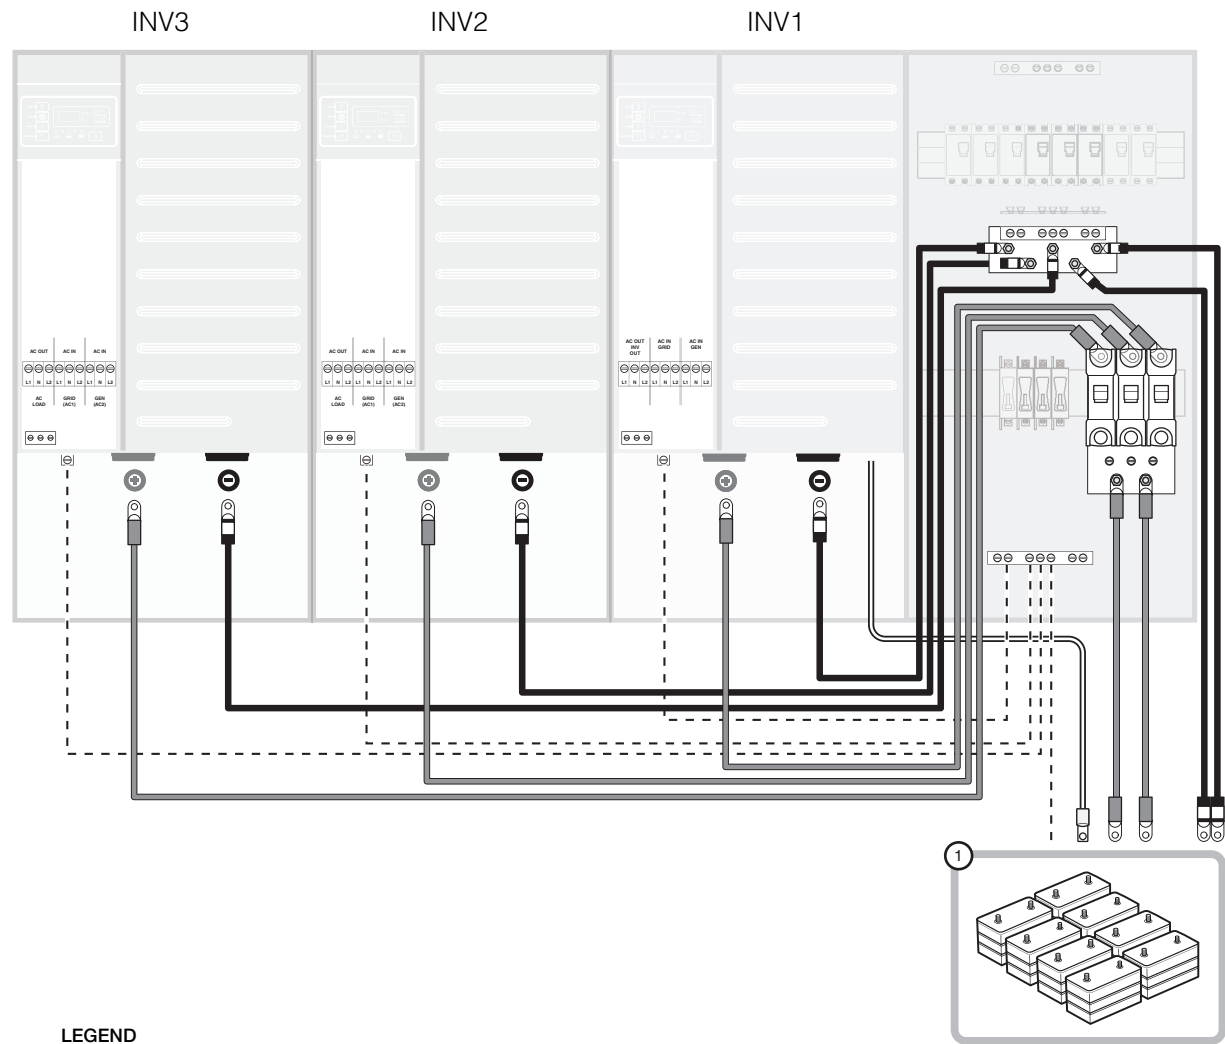 INV3 INV2 INV1
AC OUT AC IN AC IN
L1 N L2 L1 N L2 L1 N L2
AC LOAD GRID (AC1) GEN (AC2)
AC OUT AC IN AC IN
L1 N L2 L1 N L2 L1 N L2
AC LOAD GRID (AC1) GEN (AC2)
AC OUT INV OUT AC IN GRID AC IN GEN
L1 N L2 L1 N L2 L1 N L2
1
LEGEND